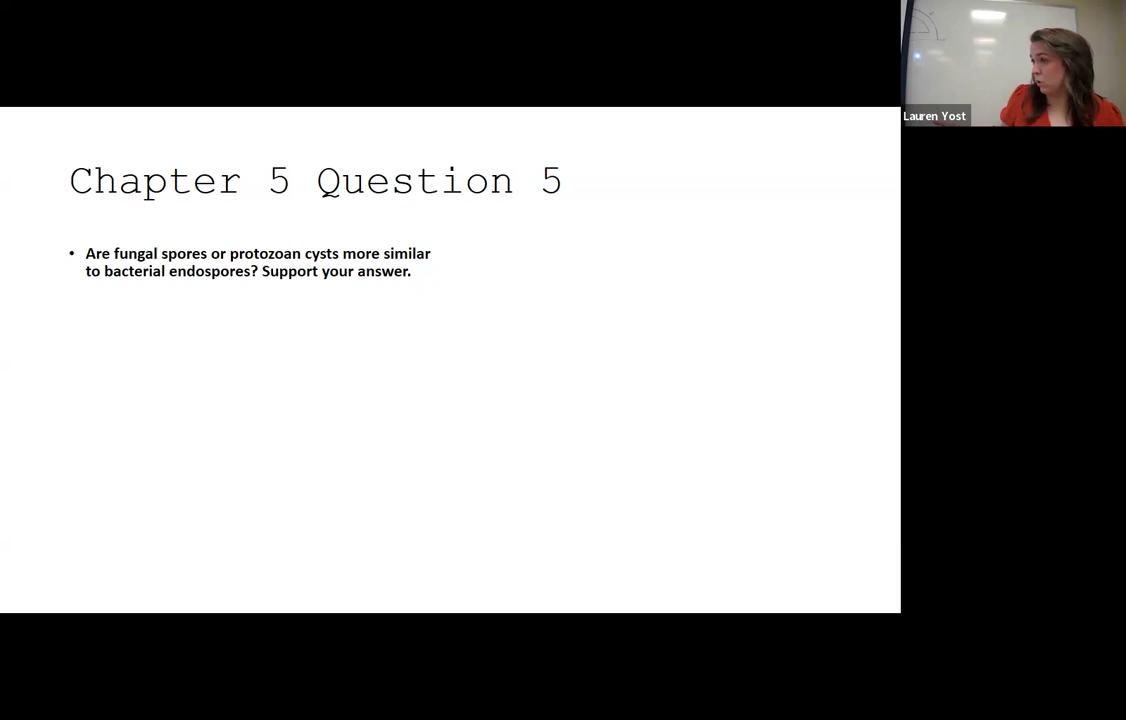 Lauren Yost
Chapter 5 Question 5
• Are fungal spores or protozoan cysts more similar
to bacterial endospores? Support your answer.